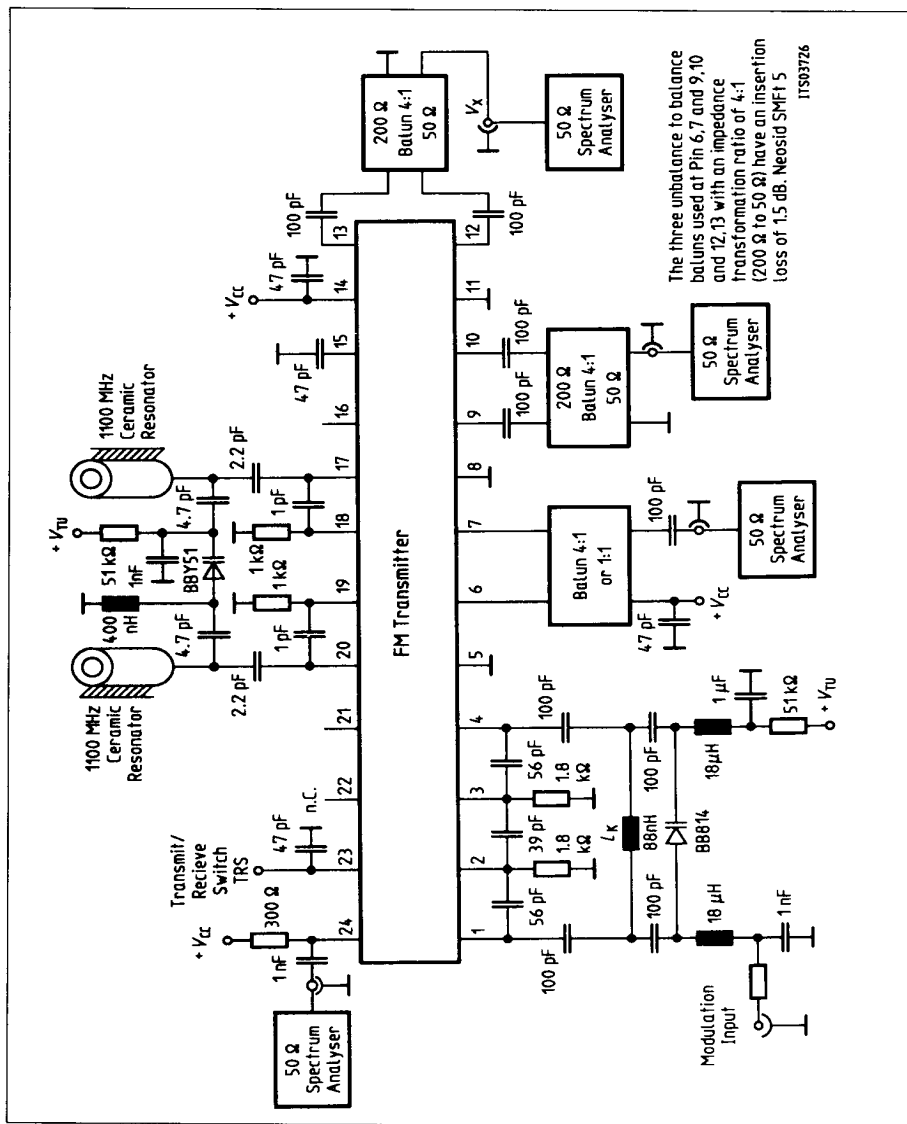 Transmit/
Recieve
Switch
TRS
+ V_CC
300 Ω
1 nF
50 Ω
Spectrum
Analyser
47 pF
n.C.
1100 MHz
Ceramic
Resonator
4.7 pF
2.2 pF
1 pF
400
nH
BBY51
1nF
51 kΩ
+ V_TU
1 kΩ
1 kΩ
1100 MHz
Ceramic
Resonator
4.7 pF
2.2 pF
1 pF
47 pF
+ V_CC
47 pF
100 pF
24
23
22
21
20
19
18
17
16
15
14
13
FM Transmitter
1
2
3
4
5
6
7
8
9
10
11
12
100 pF
200 Ω
Balun 4:1
50 Ω
V_X
50 Ω
Spectrum
Analyser
56 pF
39 pF
56 pF
1.8
kΩ
1.8
kΩ
100 pF
100 pF
L_K
88nH
100 pF
100 pF
BB814
18 μH
18μH
Modulation
Input
1 nF
1 μF
51 kΩ
+ V_TU
Balun 4:1
or 1:1
47 pF
+ V_CC
100 pF
50 Ω
Spectrum
Analyser
100 pF
100 pF
200 Ω
Balun 4:1
50 Ω
50 Ω
Spectrum
Analyser
The three unbalance to balance
baluns used at Pin 6,7 and 9,10
and 12,13 with an impedance
transformation ratio of 4:1
(200 Ω to 50 Ω) have an insertion
loss of 1.5 dB. Neosid SMFt 5
ITS03726